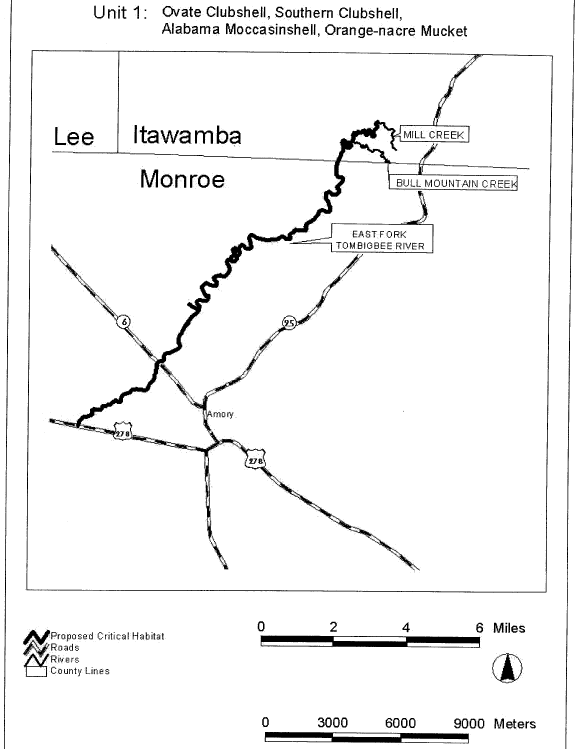 Unit 1: Ovate Clubshell, Southern Clubshell,
Alabama Moccasinshell, Orange-nacre Mucket
Lee
Itawamba
MILL CREEK
Monroe
BULL MOUNTAIN CREEK
EAST FORK
TOMBIGBEE RIVER
6
25
Amory
278
278
Proposed Critical Habitat
Roads
Rivers
County Lines
0 2 4 6 Miles
0 3000 6000 9000 Meters